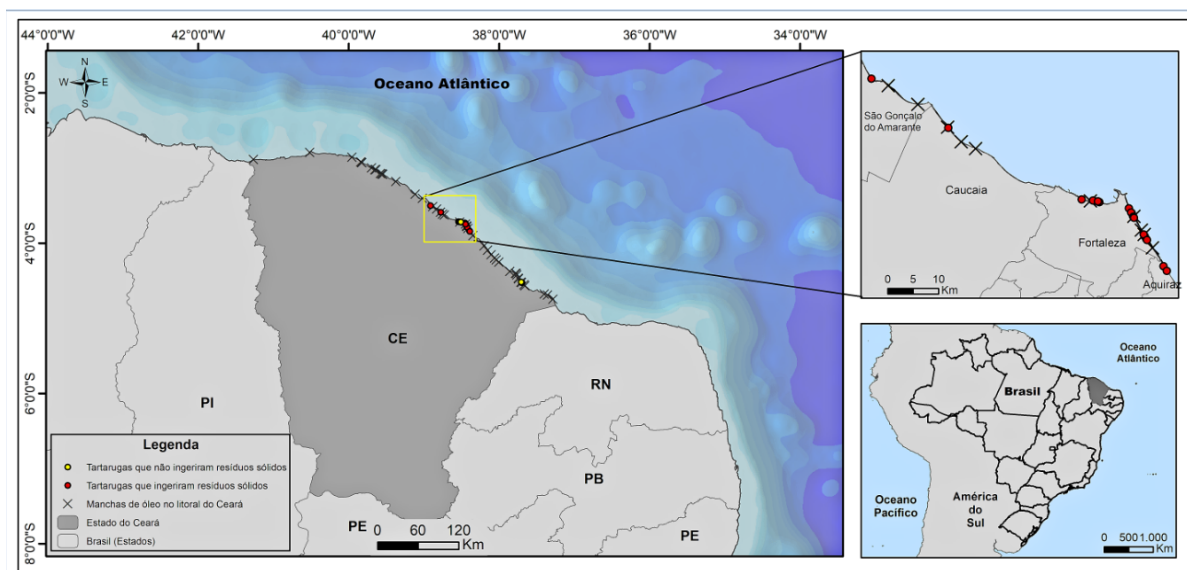 44°0'0"W
42°0'0"W
40°0'0"W
38°0'0"W
36°0'0"W
34°0'0"W
2°0'0"S
4°0'0"S
6°0'0"S
8°0'0"S
N
W E
S
Oceano Atlântico
CE
PI
RN
PB
PE
PE
Legenda
Tartarugas que não ingeriram resíduos sólidos
Tartarugas que ingeriram resíduos sólidos
Manchas de óleo no litoral do Ceará
Estado do Ceará
Brasil (Estados)
0 30 60 120
Km
São Gonçalo
do Amarante
Caucaia
Fortaleza
Aquiraz
0 5 10
Km
Oceano
Atlântico
Brasil
Oceano
Pacífico
América
do
Sul
0 5001.000
Km